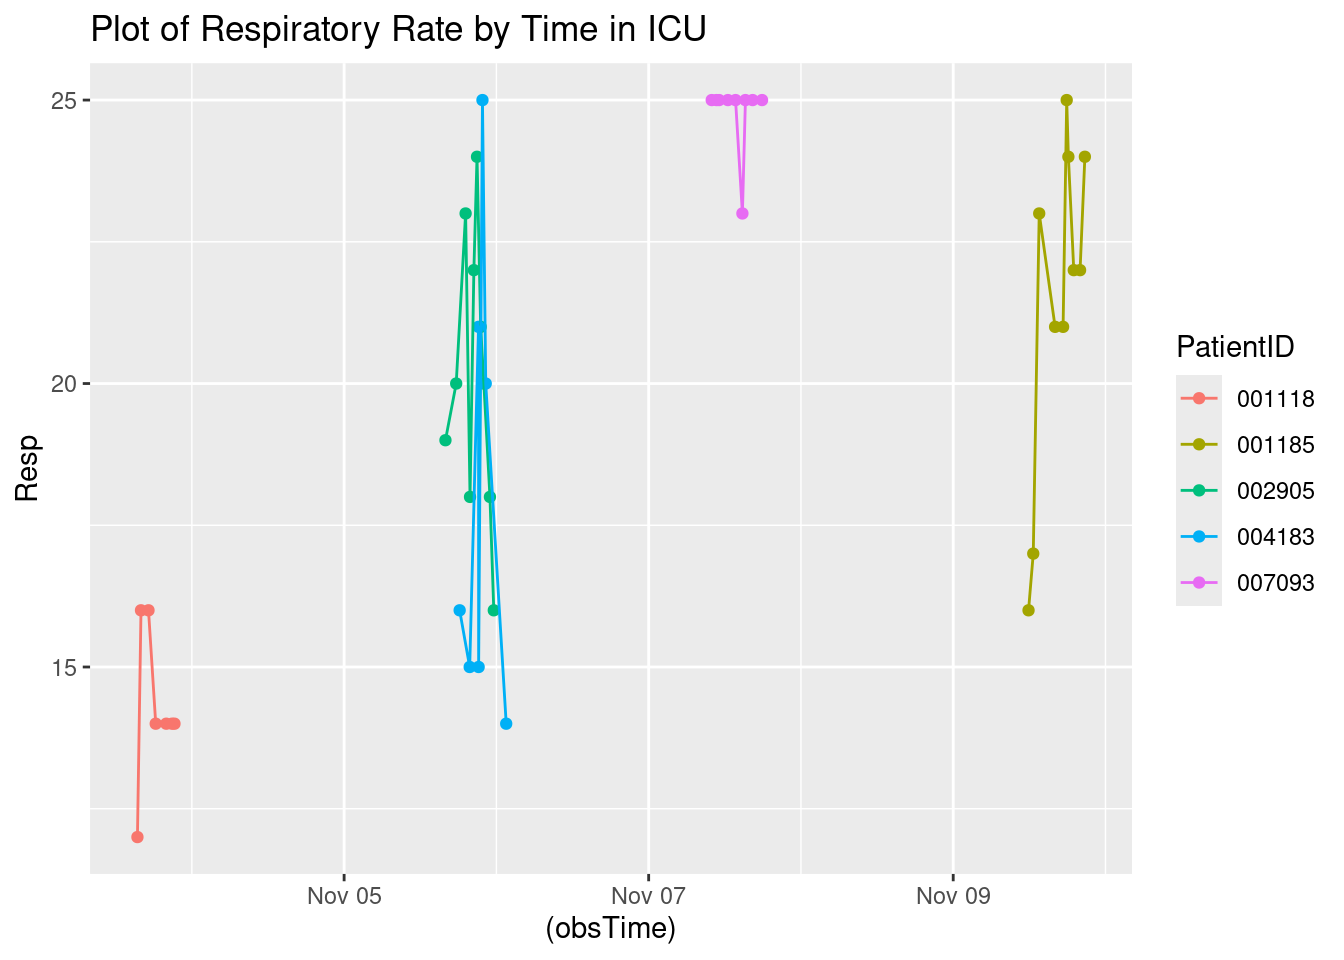 Plot of Respiratory Rate by Time in ICU
25
20
15
Resp
Nov 05 Nov 07 Nov 09
(obsTime)
PatientID
001118
001185
002905
004183
007093